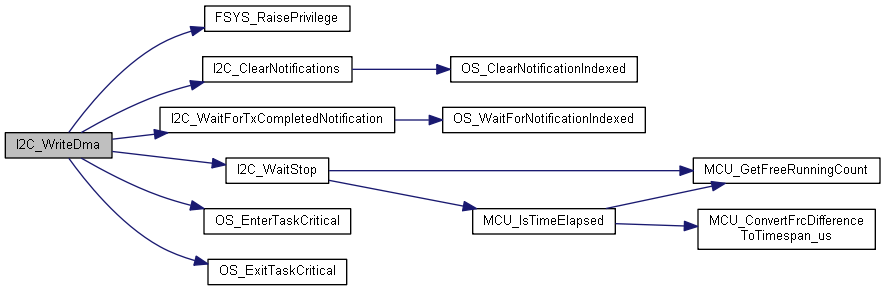 FSYS_RaisePrivilege
I2C_ClearNotifications
OS_ClearNotificationIndexed
I2C_WaitForTxCompletedNotification
OS_WaitForNotificationIndexed
I2C_WriteDma
I2C_WaitStop
MCU_GetFreeRunningCount
OS_EnterTaskCritical
MCU_IsTimeElapsed
MCU_ConvertFrcDifference
ToTimespan_us
OS_ExitTaskCritical